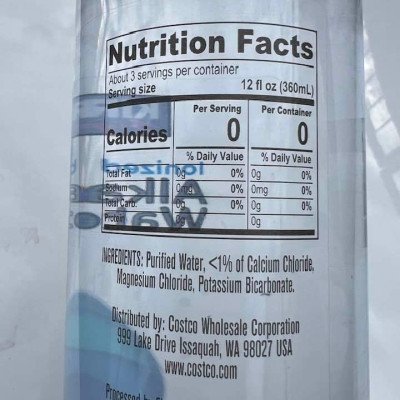 Nutrition Facts
About 3 servings per container
Serving size 12 fl oz (360mL)
Per Serving Per Container
Calories 0 0
% Daily Value % Daily Value
Total Fat 0g 0% 0g 0%
Sodium 0mg 0% 0mg 0%
Total Carb. 0g 0% 0g 0%
Protein 0g 0g
INGREDIENTS: Purified Water, <1% of Calcium Chloride,
Magnesium Chloride, Potassium Bicarbonate.
Distributed by: Costco Wholesale Corporation
999 Lake Drive Issaquah, WA 98027 USA
www.costco.com
Processed by